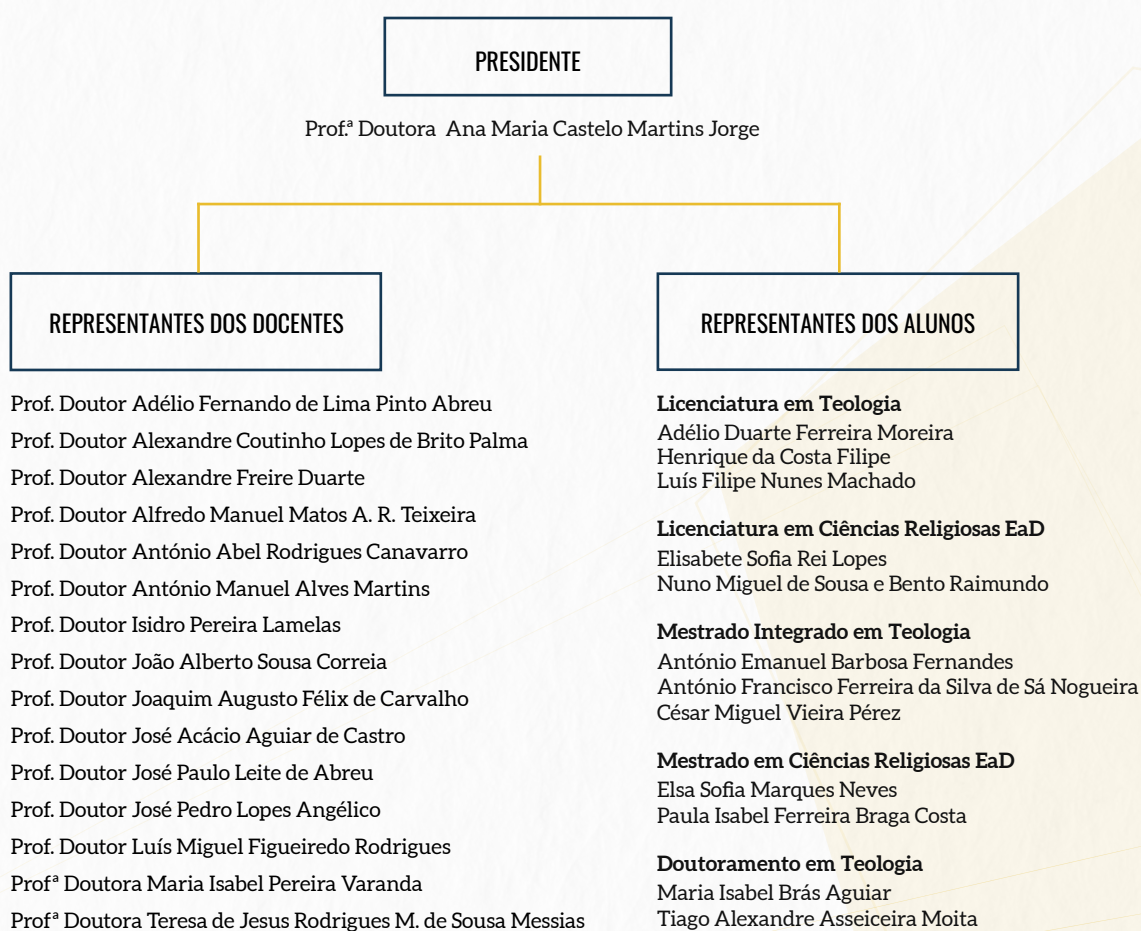 PRESIDENTE
Prof.ª Doutora Ana Maria Castelo Martins Jorge
REPRESENTANTES DOS DOCENTES
Prof. Doutor Adélio Fernando de Lima Pinto Abreu
Prof. Doutor Alexandre Coutinho Lopes de Brito Palma
Prof. Doutor Alexandre Freire Duarte
Prof. Doutor Alfredo Manuel Matos A. R. Teixeira
Prof. Doutor António Abel Rodrigues Canavarro
Prof. Doutor António Manuel Alves Martins
Prof. Doutor Isidro Pereira Lamelas
Prof. Doutor João Alberto Sousa Correia
Prof. Doutor Joaquim Augusto Félix de Carvalho
Prof. Doutor José Acácio Aguiar de Castro
Prof. Doutor José Paulo Leite de Abreu
Prof. Doutor José Pedro Lopes Angélico
Prof. Doutor Luís Miguel Figueiredo Rodrigues
Profª Doutora Maria Isabel Pereira Varanda
Profª Doutora Teresa de Jesus Rodrigues M. de Sousa Messias
REPRESENTANTES DOS ALUNOS
Licenciatura em Teologia
Adélio Duarte Ferreira Moreira
Henrique da Costa Filipe
Luís Filipe Nunes Machado
Licenciatura em Ciências Religiosas EaD
Elisabete Sofia Rei Lopes
Nuno Miguel de Sousa e Bento Raimundo
Mestrado Integrado em Teologia
António Emanuel Barbosa Fernandes
António Francisco Ferreira da Silva de Sá Nogueira
César Miguel Vieira Pérez
Mestrado em Ciências Religiosas EaD
Elsa Sofia Marques Neves
Paula Isabel Ferreira Braga Costa
Doutoramento em Teologia
Maria Isabel Brás Aguiar
Tiago Alexandre Asseiceira Moita